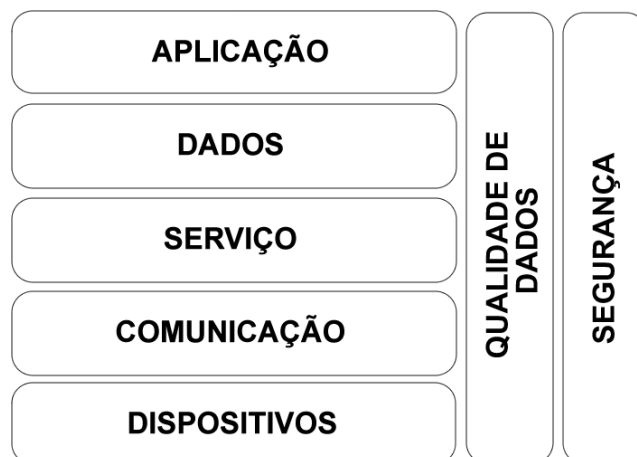 APLICAÇÃO
DADOS
SERVIÇO
COMUNICAÇÃO
DISPOSITIVOS
QUALIDADE DE
DADOS
SEGURANÇA